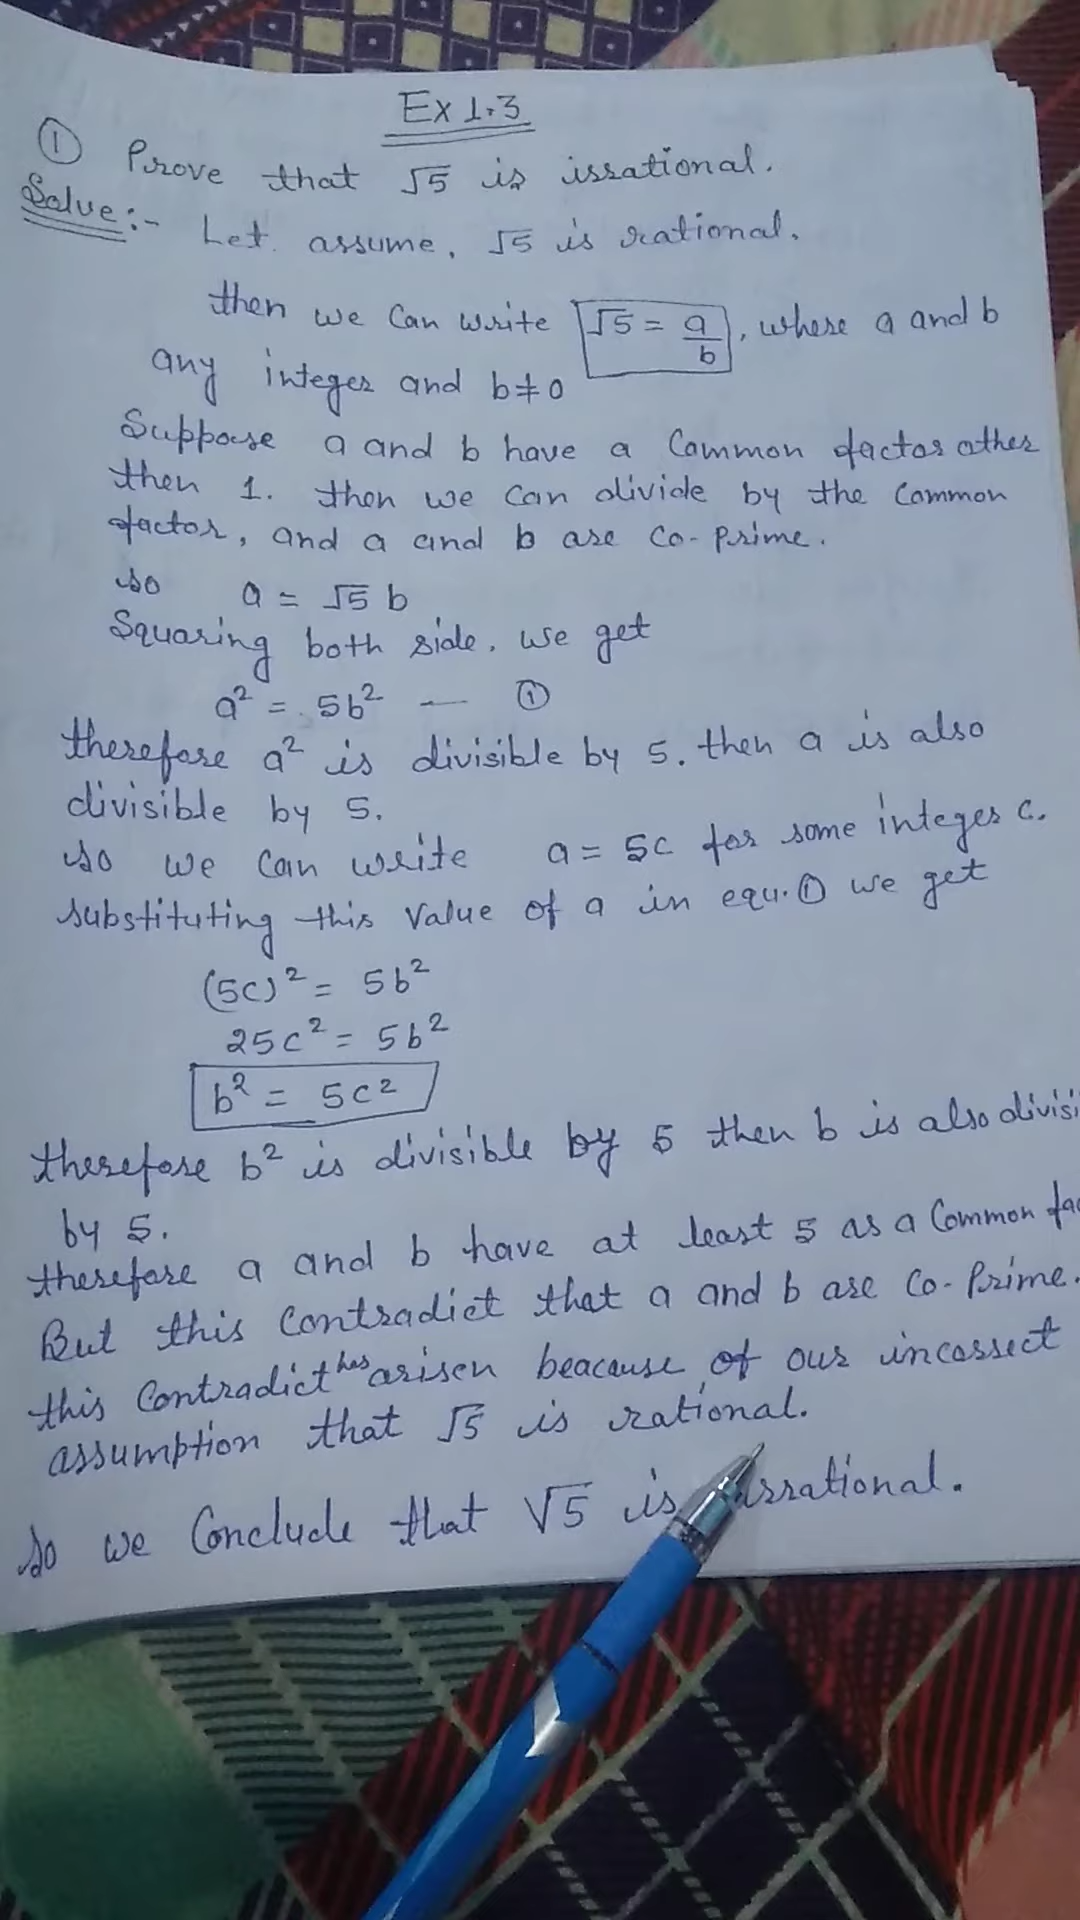 Ex 1.3
① Prove that √5 is irrational.
Solve:- Let assume, √5 is rational.
then we can write √5 = a/b, where a and b
any integer and b≠0
Suppose a and b have a Common factor other
then 1. then we can divide by the common
factor, and a and b are co-prime.
so a = √5 b
Squaring both side, we get
a² = 5b² — ①
therefore a² is divisible by 5. then a is also
divisible by 5.
so we can write a = 5c for some integer c.
substituting this value of a in equ.① we get
(5c)² = 5b²
25c² = 5b²
b² = 5c²
therefore b² is divisible by 5 then b is also divisi
by 5.
therefore a and b have at least 5 as a Common fac
But this contradict that a and b are co-prime.
this contradict has arisen beacause of our incorrect
assumption that √5 is rational.
so we conclude that √5 is irrational.